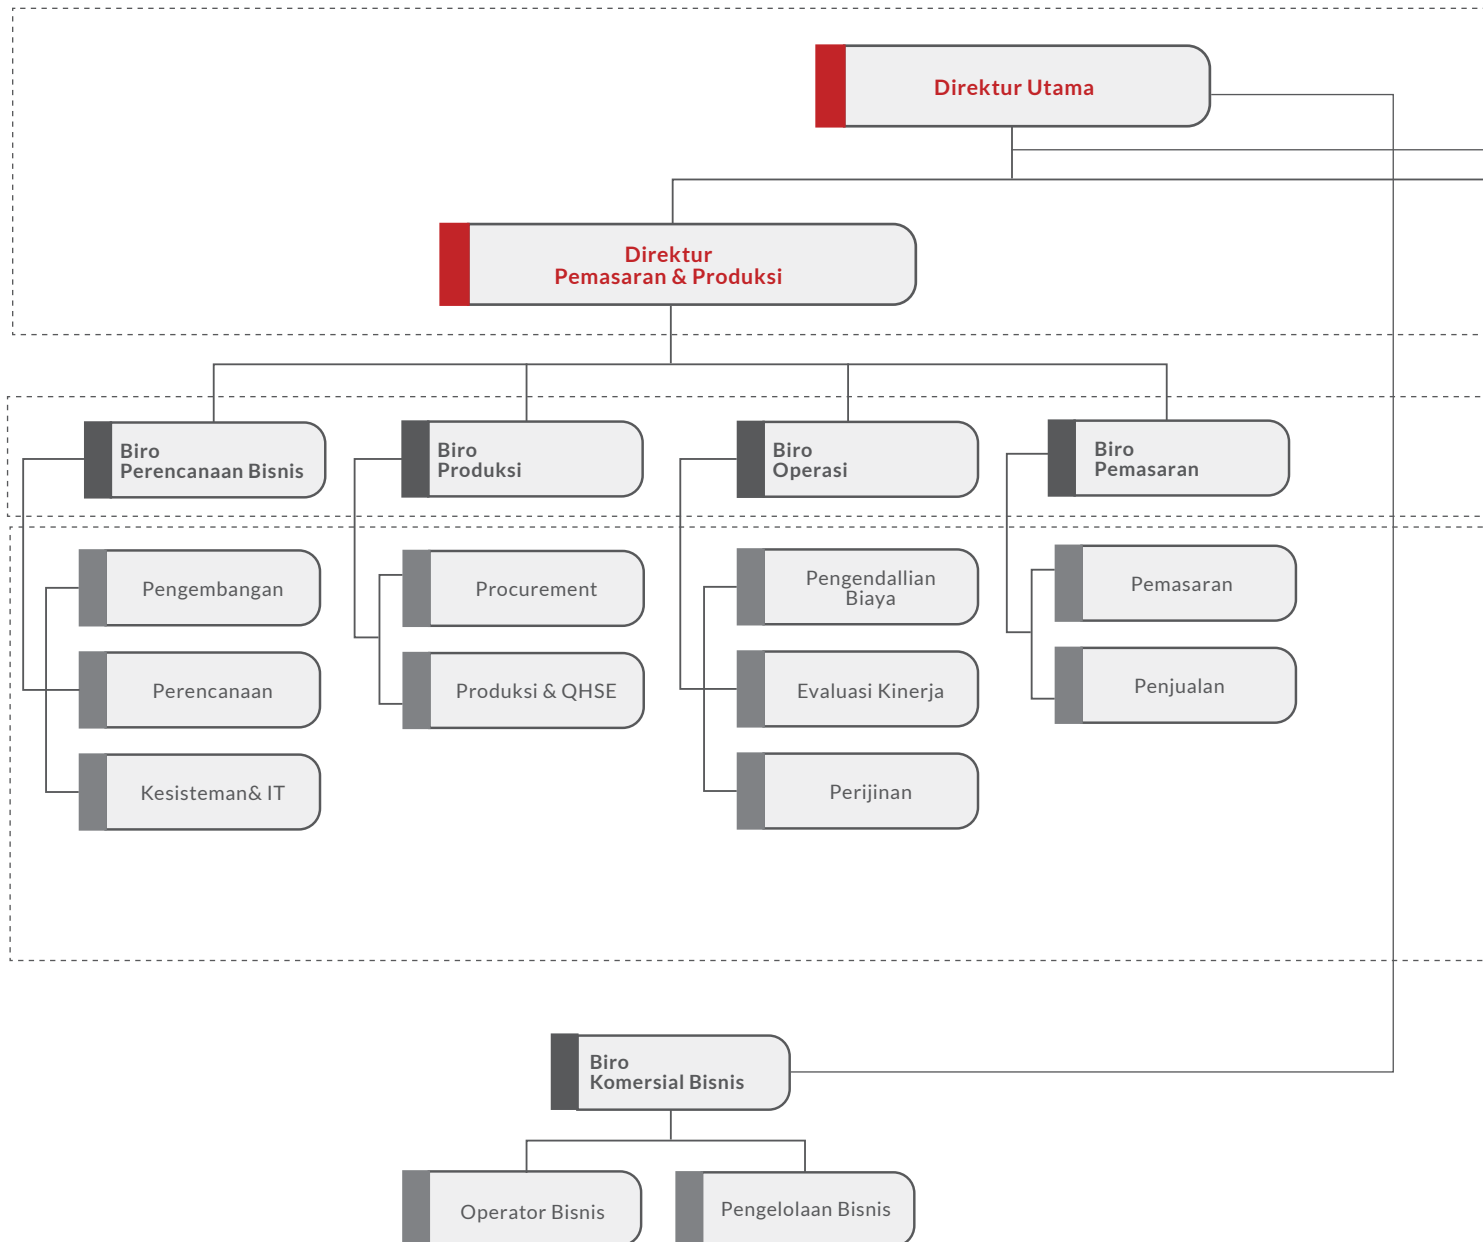 Direktur Utama
Direktur
Pemasaran & Produksi
Biro
Perencanaan Bisnis
Biro
Produksi
Biro
Operasi
Biro
Pemasaran
Pengembangan
Procurement
Pengendallian
Biaya
Pemasaran
Perencanaan
Produksi & QHSE
Evaluasi Kinerja
Penjualan
Kesisteman& IT
Perijinan
Biro
Komersial Bisnis
Operator Bisnis
Pengelolaan Bisnis